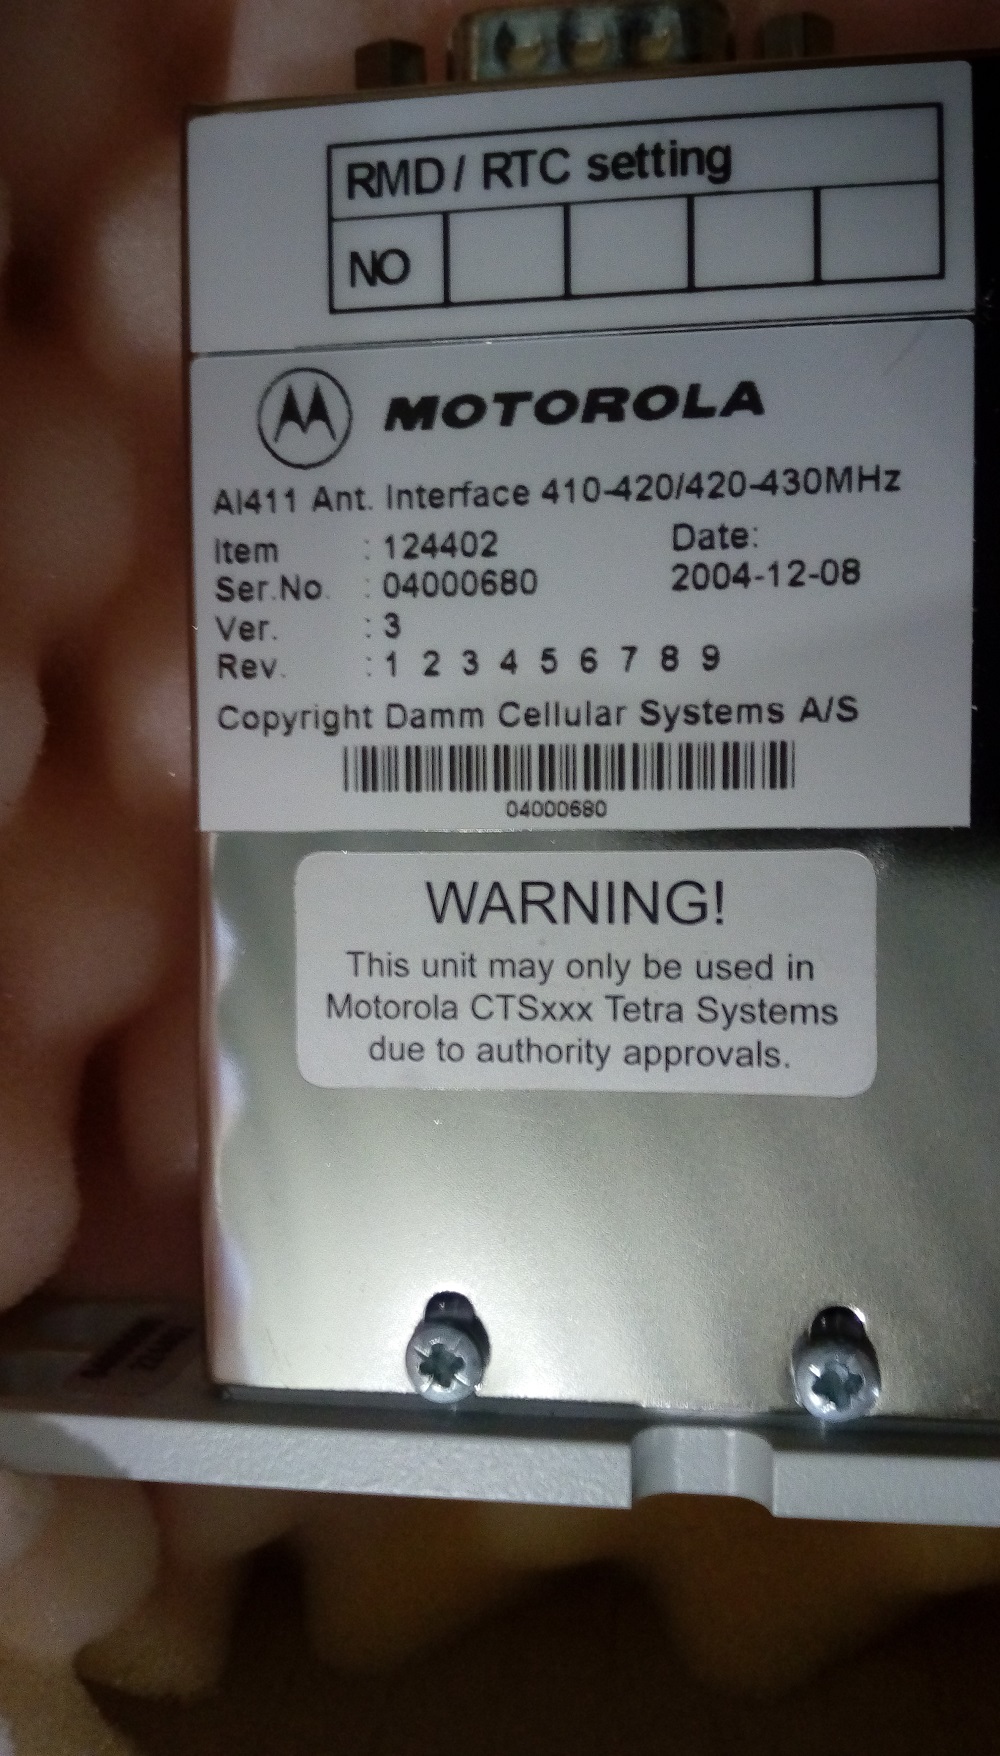 RMD / RTC setting
NO
MOTOROLA
AI411 Ant. Interface 410-420/420-430MHz
Item : 124402 Date:
Ser.No. : 04000680 2004-12-08
Ver. : 3
Rev. : 1 2 3 4 5 6 7 8 9
Copyright Damm Cellular Systems A/S
04000680
WARNING!
This unit may only be used in
Motorola CTSxxx Tetra Systems
due to authority approvals.